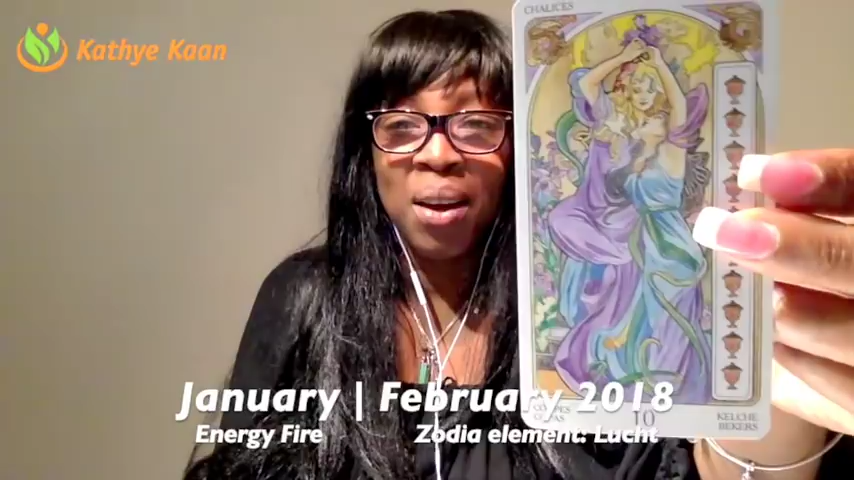 CHALICES
Kathye Kaan
January | February 2018
Energy Fire Zodia element: Lucht
10
KELCHE
BEKERS